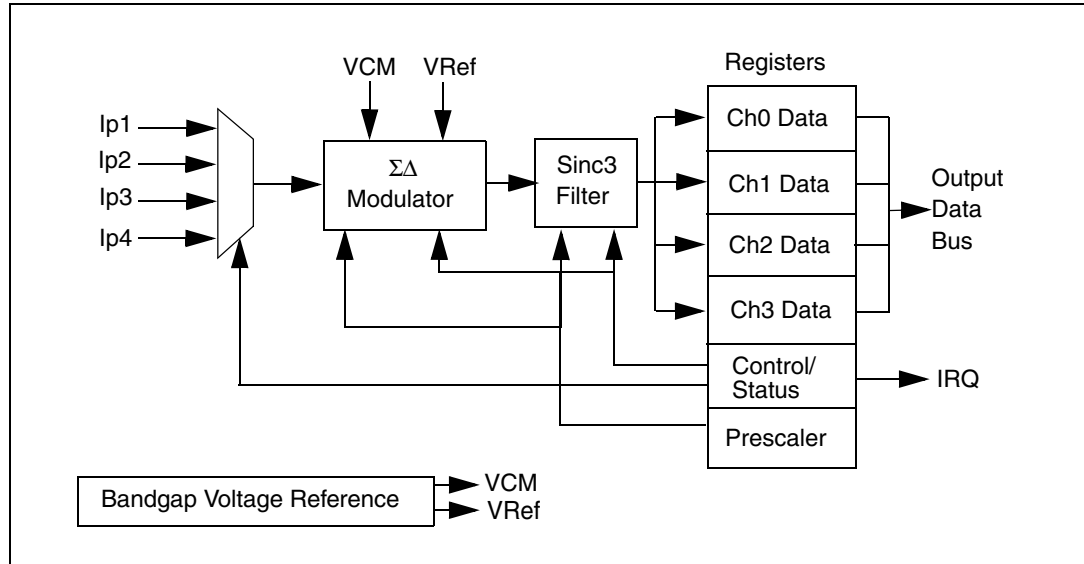 VCM
VRef
Registers
Ip1
Ip2
Ip3
Ip4
ΣΔ
Modulator
Sinc3
Filter
Ch0 Data
Ch1 Data
Ch2 Data
Ch3 Data
Control/
Status
Prescaler
Output
Data
Bus
IRQ
Bandgap Voltage Reference
VCM
VRef